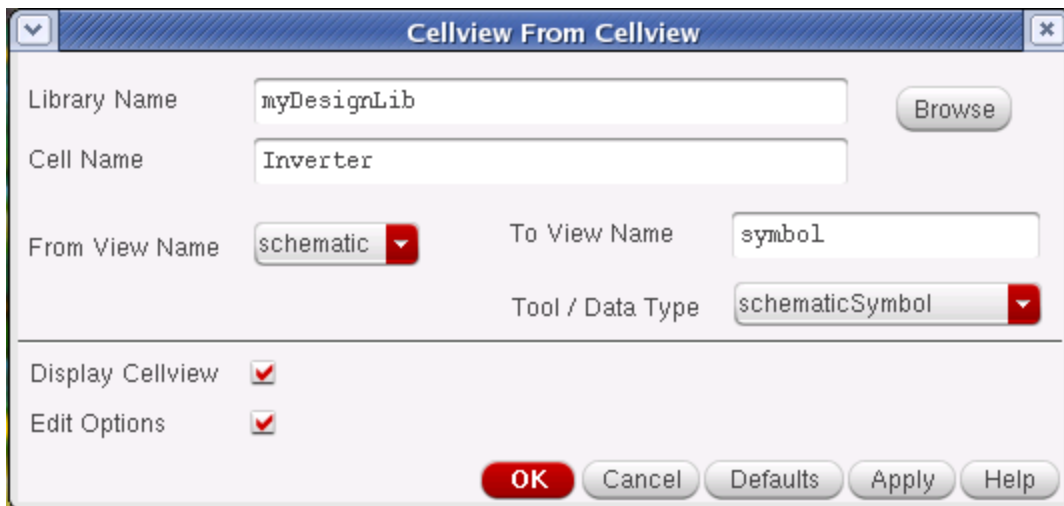 Cellview From Cellview
Library Name myDesignLib Browse
Cell Name Inverter
From View Name schematic To View Name symbol
Tool / Data Type schematicSymbol
Display Cellview
Edit Options
OK Cancel Defaults Apply Help